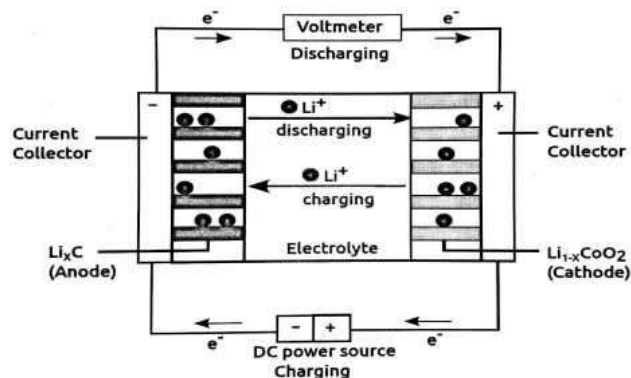 e⁻ Voltmeter e⁻
Discharging
− +
Li⁺
discharging
Current
Collector
Current
Collector
Li⁺
charging
LiₓC
(Anode)
Electrolyte
Li₁₋ₓCoO₂
(Cathode)
− +
e⁻ e⁻
DC power source
Charging